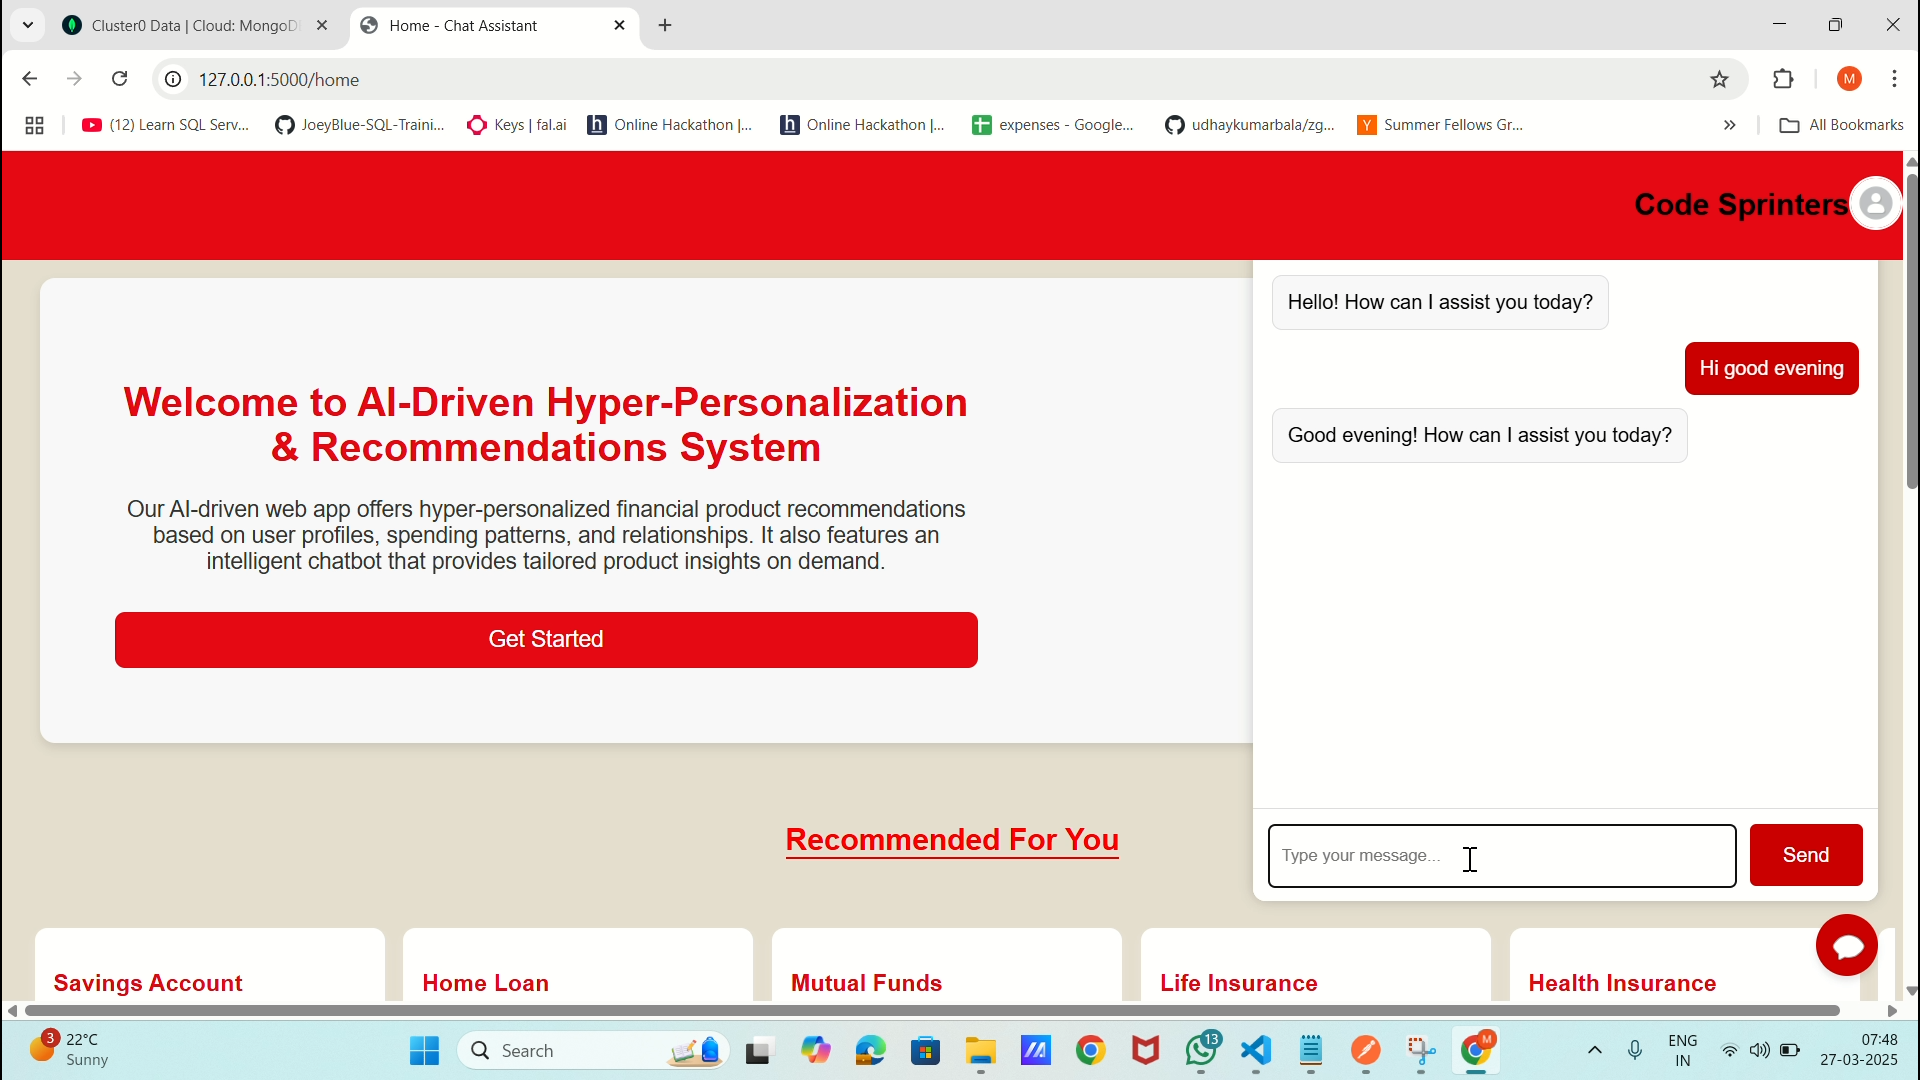 Cluster0 Data | Cloud: MongoD
Home - Chat Assistant
127.0.0.1:5000/home
M
(12) Learn SQL Serv...
JoeyBlue-SQL-Traini...
Keys | fal.ai
Online Hackathon |...
Online Hackathon |...
expenses - Google...
udhaykumarbala/zg...
Summer Fellows Gr...
All Bookmarks
Code Sprinters
Hello! How can I assist you today?
Hi good evening
Good evening! How can I assist you today?
Welcome to AI-Driven Hyper-Personalization
& Recommendations System
Our AI-driven web app offers hyper-personalized financial product recommendations
based on user profiles, spending patterns, and relationships. It also features an
intelligent chatbot that provides tailored product insights on demand.
Get Started
Type your message...
Send
Recommended For You
Savings Account
Home Loan
Mutual Funds
Life Insurance
Health Insurance
3
22°C
Sunny
Search
13
M
ENG
IN
07:48
27-03-2025